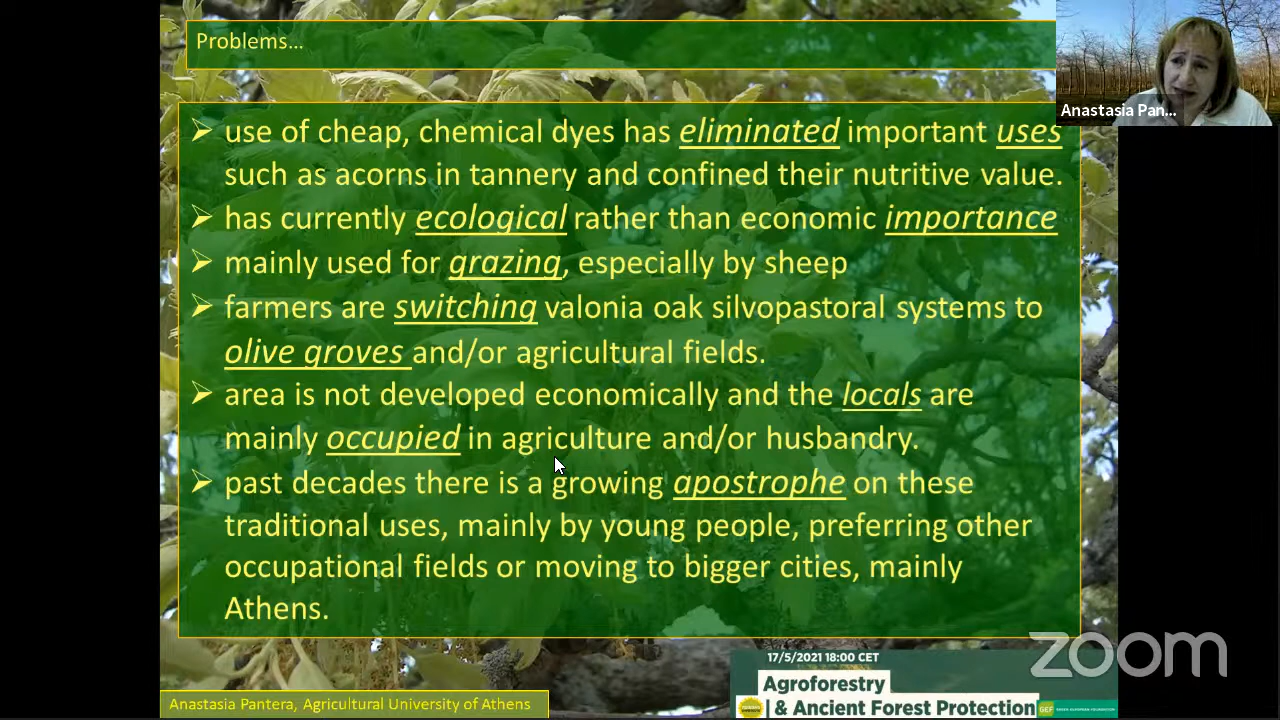 Problems...
Anastasia Pan...
➢ use of cheap, chemical dyes has eliminated important uses
such as acorns in tannery and confined their nutritive value.
➢ has currently ecological rather than economic importance
➢ mainly used for grazing, especially by sheep
➢ farmers are switching valonia oak silvopastoral systems to
olive groves and/or agricultural fields.
➢ area is not developed economically and the locals are
mainly occupied in agriculture and/or husbandry.
➢ past decades there is a growing apostrophe on these
traditional uses, mainly by young people, preferring other
occupational fields or moving to bigger cities, mainly
Athens.
zoom
17/5/2021 18:00 CET
Agroforestry
& Ancient Forest Protection
GEF GREEN EUROPEAN FOUNDATION
Anastasia Pantera, Agricultural University of Athens